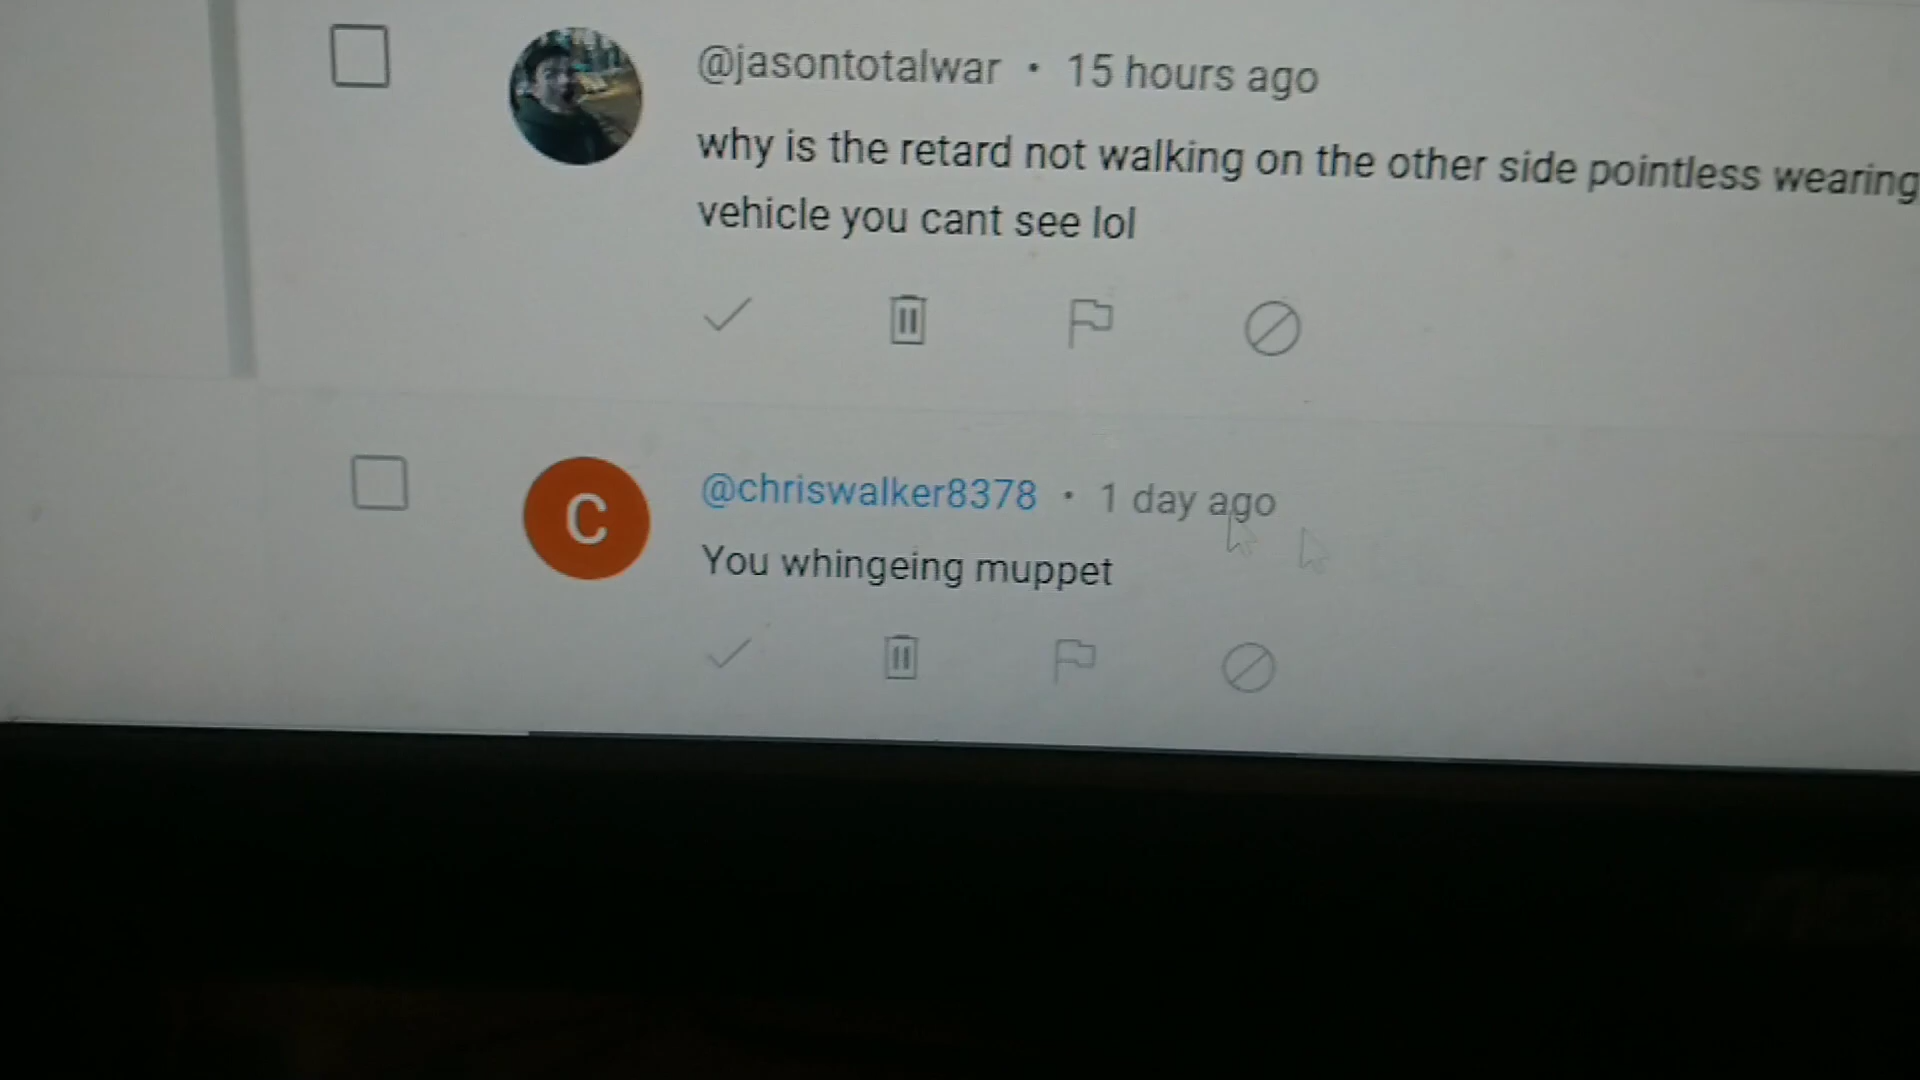 @jasontotalwar • 15 hours ago
why is the retard not walking on the other side pointless wearing
vehicle you cant see lol
C
@chriswalker8378 • 1 day ago
You whingeing muppet